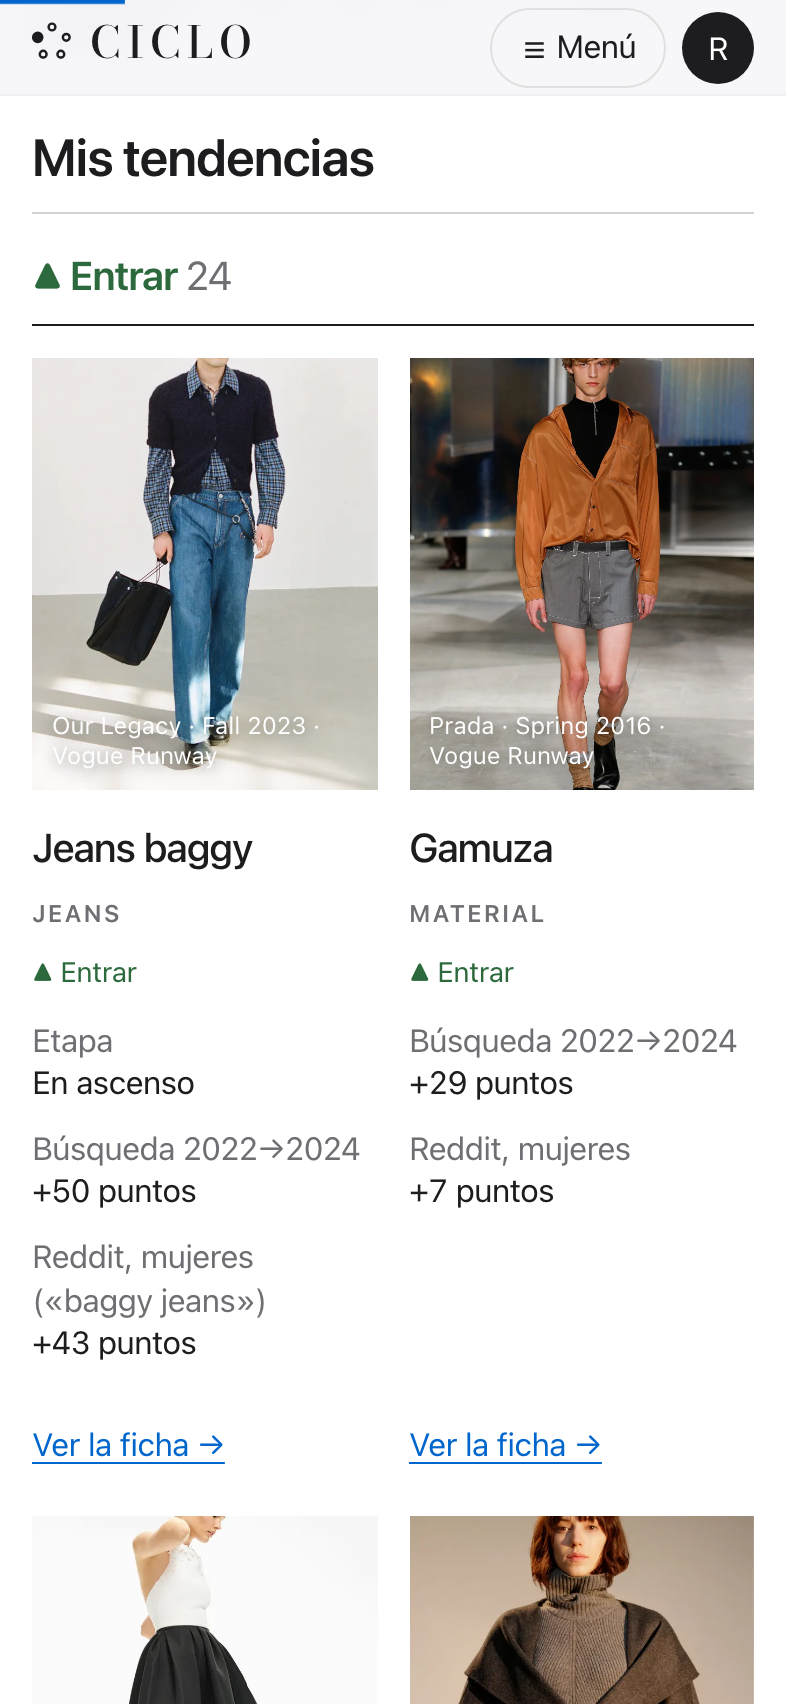 CICLO
≡ Menú
R
Mis tendencias
▲ Entrar 24
Our Legacy · Fall 2023 ·
Vogue Runway
Prada · Spring 2016 ·
Vogue Runway
Jeans baggy
JEANS
▲ Entrar
Etapa
En ascenso
Búsqueda 2022→2024
+50 puntos
Reddit, mujeres
(«baggy jeans»)
+43 puntos
Ver la ficha →
Gamuza
MATERIAL
▲ Entrar
Búsqueda 2022→2024
+29 puntos
Reddit, mujeres
+7 puntos
Ver la ficha →